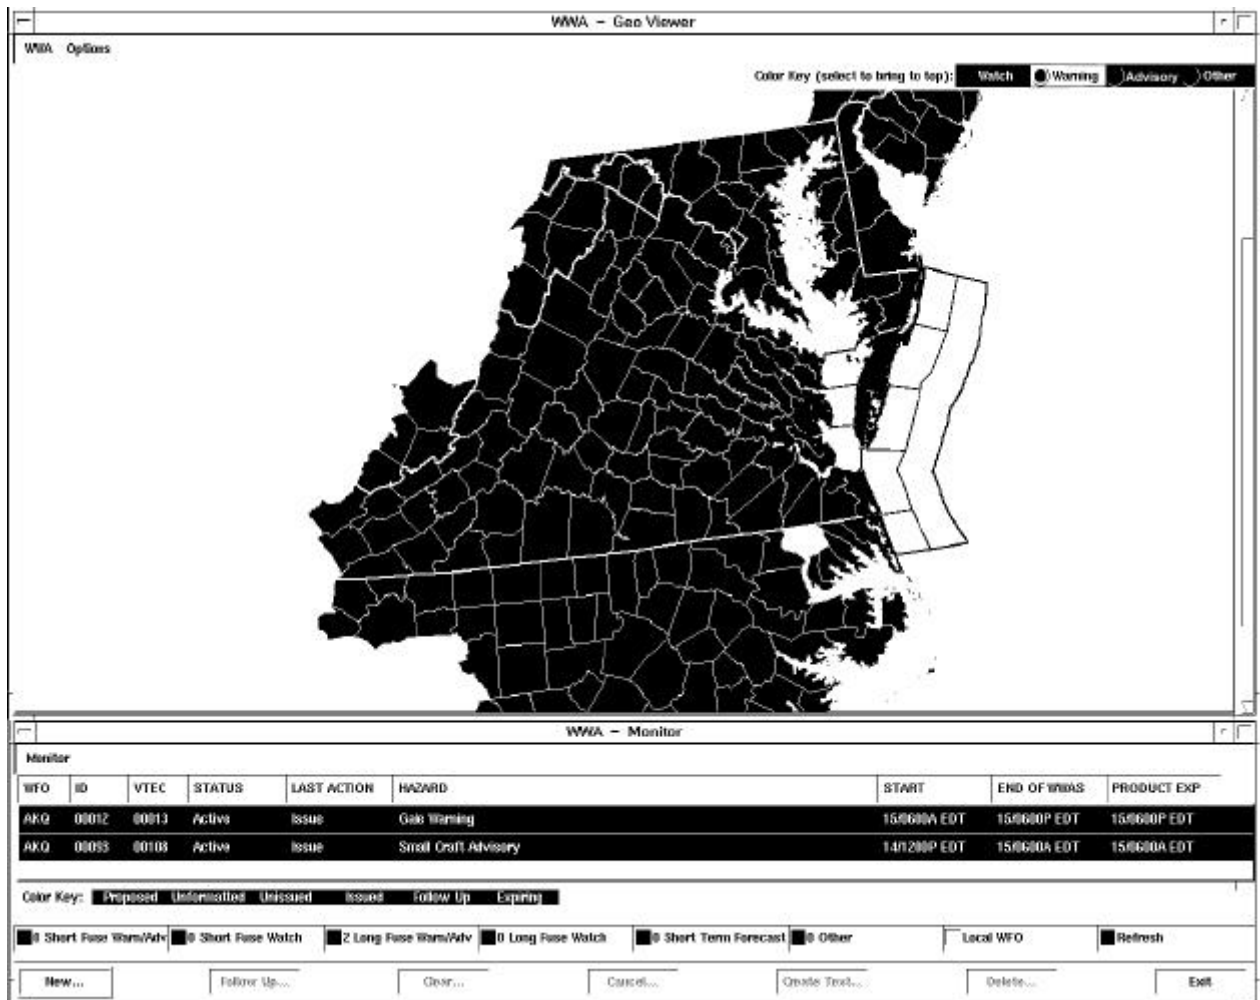 WWA - Geo Viewer
WWA Options
Color Key (select to bring to top): Watch Warning Advisory Other
WWA - Monitor
Monitor
WFO ID VTEC STATUS LAST ACTION HAZARD START END OF WWAS PRODUCT EXP
AKQ 00012 00013 Active Issue Gale Warning 15/0600A EDT 15/0600P EDT 15/0600P EDT
AKQ 00093 00108 Active Issue Small Craft Advisory 14/1200P EDT 15/0600A EDT 15/0600A EDT
Color Key: Proposed Unformatted Unissued Issued Follow Up Expiring
0 Short Fuse Warn/Adv 0 Short Fuse Watch 2 Long Fuse Warn/Adv 0 Long Fuse Watch 0 Short Term Forecast 0 Other Local WFO Refresh
New... Follow Up... Clear... Cancel... Create Text... Delete... Exit